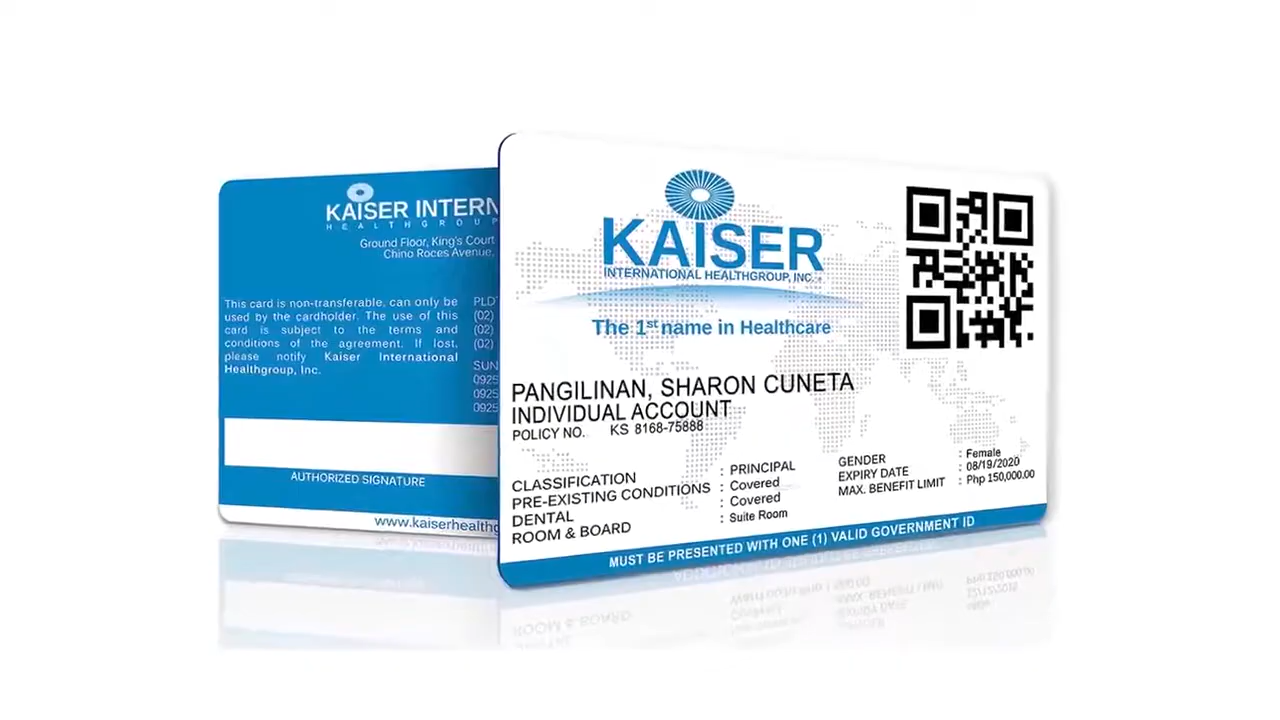 KAISER INTERN
HEALTHGROUP
Ground Floor, King's Court
Chino Roces Avenue,
This card is non-transferable, can only be
used by the cardholder. The use of this
card is subject to the terms and
conditions of the agreement. If lost,
please notify Kaiser International
Healthgroup, Inc.
PLDT
(02)
(02)
(02)
SUN
0925
0925
0925
AUTHORIZED SIGNATURE
www.kaiserhealthg
KAISER
INTERNATIONAL HEALTHGROUP, INC.
The 1st name in Healthcare
PANGILINAN, SHARON CUNETA
INDIVIDUAL ACCOUNT
POLICY NO. KS 8168-75888
CLASSIFICATION : PRINCIPAL
PRE-EXISTING CONDITIONS : Covered
DENTAL : Covered
ROOM & BOARD : Suite Room
GENDER : Female
EXPIRY DATE : 08/19/2020
MAX. BENEFIT LIMIT : Php 150,000.00
MUST BE PRESENTED WITH ONE (1) VALID GOVERNMENT ID